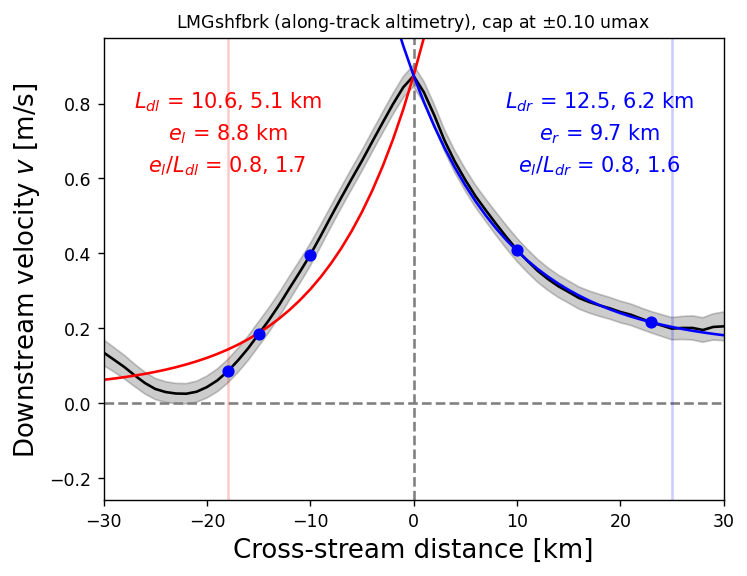 LMGshfbrk (along-track altimetry), cap at ±0.10 umax
Downstream velocity v [m/s]
0.8
0.6
0.4
0.2
0.0
−0.2
L_dl = 10.6, 5.1 km
e_l = 8.8 km
e_l/L_dl = 0.8, 1.7
L_dr = 12.5, 6.2 km
e_r = 9.7 km
e_l/L_dr = 0.8, 1.6
−30 −20 −10 0 10 20 30
Cross-stream distance [km]